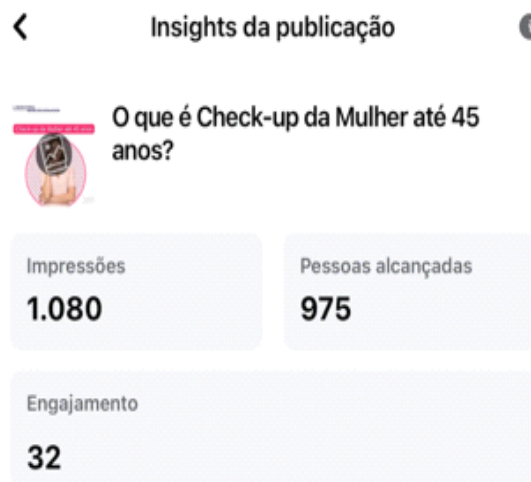 Insights da publicação
O que é Check-up da Mulher até 45
anos?
Impressões
1.080
Pessoas alcançadas
975
Engajamento
32